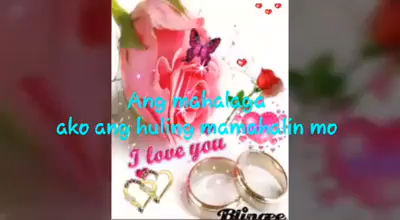 Ang mahalaga
ako ang huling mamahalin mo
I love you
Blingee